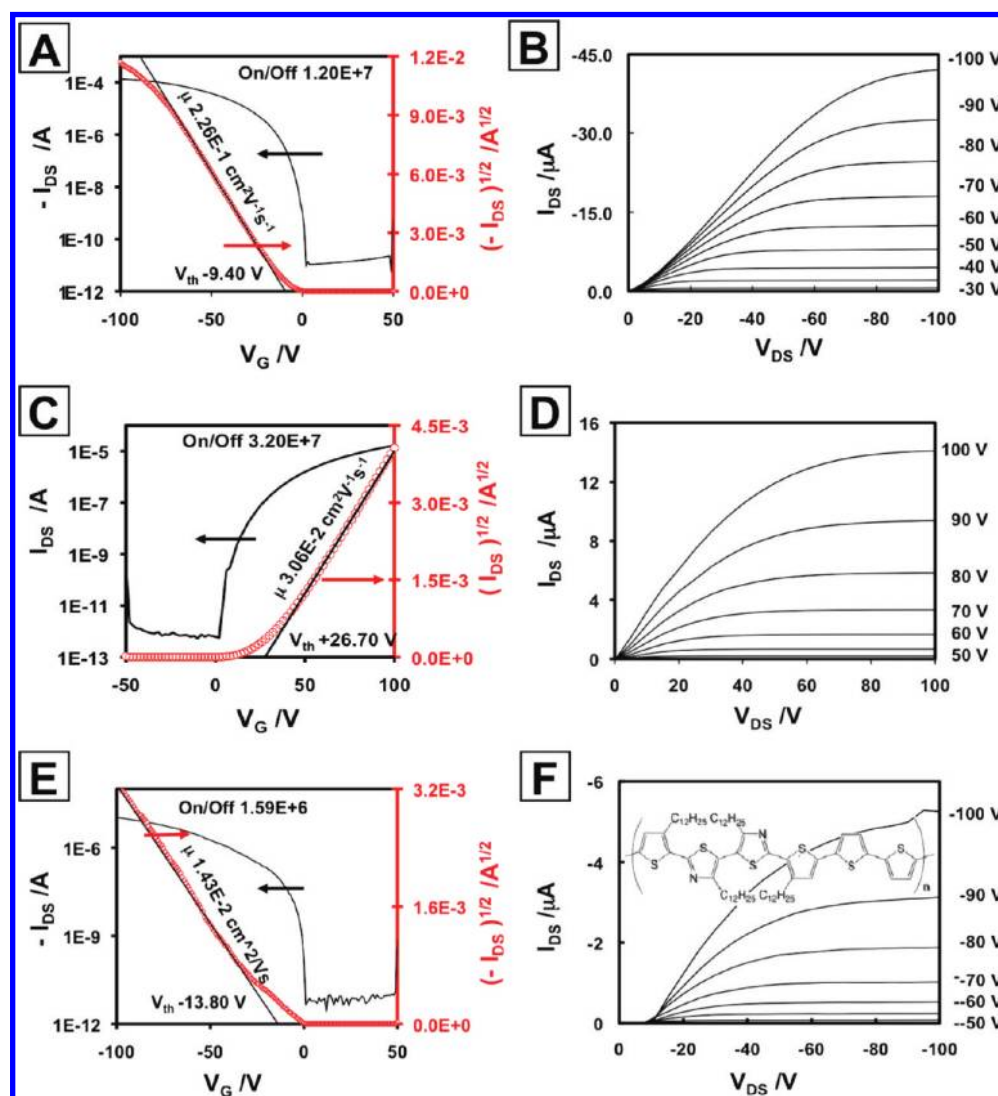 A
On/Off 1.20E+7
1E-4
1E-6
1E-8
1E-10
1E-12
- I_DS /A
μ 2.26E-1 cm²V⁻¹s⁻¹
V_th -9.40 V
1.2E-2
9.0E-3
6.0E-3
3.0E-3
0.0E+0
(- I_DS )^1/2 /A^1/2
-100 -50 0 50
V_G /V
B
-45.0
-30.0
-15.0
0.0
I_DS /μA
-100 V
-90 V
-80 V
-70 V
-60 V
-50 V
-40 V
-30 V
0 -20 -40 -60 -80 -100
V_DS /V
C
On/Off 3.20E+7
1E-5
1E-7
1E-9
1E-11
1E-13
I_DS /A
μ 3.06E-2 cm²V⁻¹s⁻¹
V_th +26.70 V
4.5E-3
3.0E-3
1.5E-3
0.0E+0
( I_DS )^1/2 /A^1/2
-50 0 50 100
V_G /V
D
16
12
8
4
0
I_DS /μA
100 V
90 V
80 V
70 V
60 V
50 V
0 20 40 60 80 100
V_DS /V
E
On/Off 1.59E+6
1E-6
1E-9
1E-12
- I_DS /A
μ 1.43E-2 cm^2/Vs
V_th -13.80 V
3.2E-3
1.6E-3
0.0E+0
(- I_DS )^1/2 /A^1/2
-100 -50 0 50
V_G /V
F
-6
-4
-2
0
I_DS /μA
C₁₂H₂₅ C₁₂H₂₅
N
S S S S S S
N
C₁₂H₂₅ C₁₂H₂₅
n
-100 V
-90 V
-80 V
-70 V
-60 V
--50 V
0 -20 -40 -60 -80 -100
V_DS /V